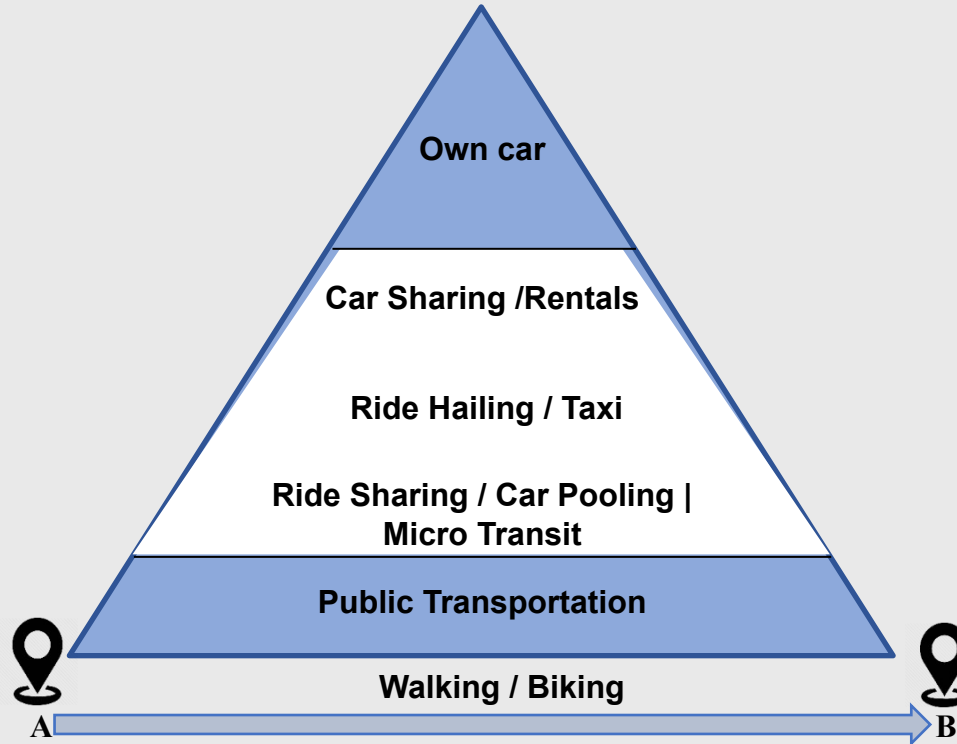 Own car
Car Sharing /Rentals
Ride Hailing / Taxi
Ride Sharing / Car Pooling |
Micro Transit
Public Transportation
Walking / Biking
A
B